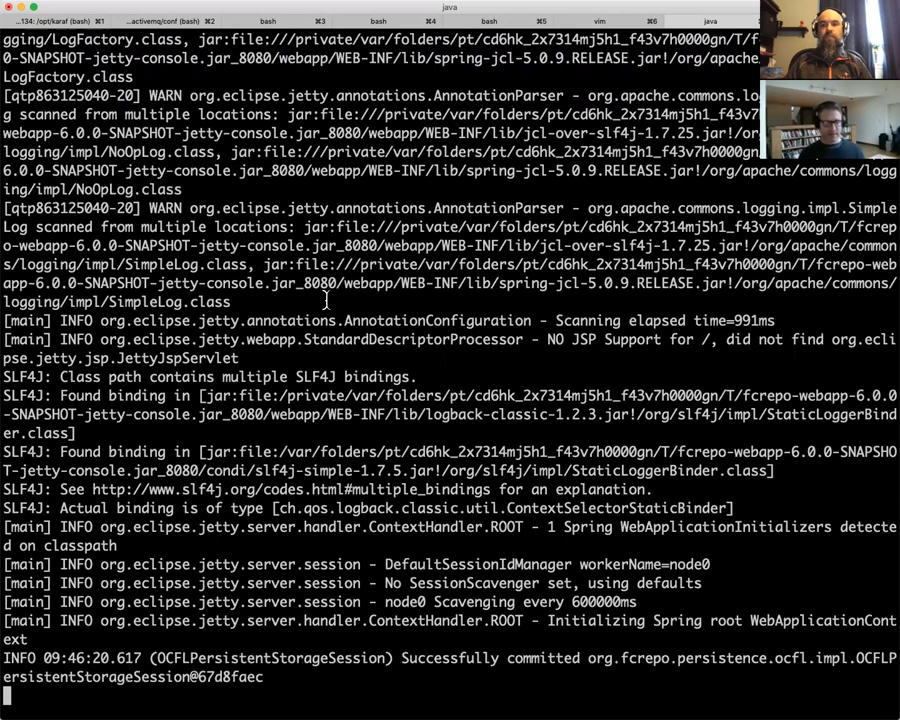 java
...134: /opt/karaf (bash) ⌘1 ...activemq/conf (bash) ⌘2 bash ⌘3 bash ⌘4 bash ⌘5 vim ⌘6 java
gging/LogFactory.class, jar:file:///private/var/folders/pt/cd6hk_2x7314mj5h1_f43v7h0000gn/T/f
0-SNAPSHOT-jetty-console.jar_8080/webapp/WEB-INF/lib/spring-jcl-5.0.9.RELEASE.jar!/org/apache/
LogFactory.class
[qtp863125040-20] WARN org.eclipse.jetty.annotations.AnnotationParser - org.apache.commons.lo
g scanned from multiple locations: jar:file:///private/var/folders/pt/cd6hk_2x7314mj5h1_f43v7h
webapp-6.0.0-SNAPSHOT-jetty-console.jar_8080/webapp/WEB-INF/lib/jcl-over-slf4j-1.7.25.jar!/or
logging/impl/NoOpLog.class, jar:file:///private/var/folders/pt/cd6hk_2x7314mj5h1_f43v7h0000gn
6.0.0-SNAPSHOT-jetty-console.jar_8080/webapp/WEB-INF/lib/spring-jcl-5.0.9.RELEASE.jar!/org/apache/commons/logg
ing/impl/NoOpLog.class
[qtp863125040-20] WARN org.eclipse.jetty.annotations.AnnotationParser - org.apache.commons.logging.impl.Simple
Log scanned from multiple locations: jar:file:///private/var/folders/pt/cd6hk_2x7314mj5h1_f43v7h0000gn/T/fcrep
o-webapp-6.0.0-SNAPSHOT-jetty-console.jar_8080/webapp/WEB-INF/lib/jcl-over-slf4j-1.7.25.jar!/org/apache/common
s/logging/impl/SimpleLog.class, jar:file:///private/var/folders/pt/cd6hk_2x7314mj5h1_f43v7h0000gn/T/fcrepo-web
app-6.0.0-SNAPSHOT-jetty-console.jar_8080/webapp/WEB-INF/lib/spring-jcl-5.0.9.RELEASE.jar!/org/apache/commons/
logging/impl/SimpleLog.class
[main] INFO org.eclipse.jetty.annotations.AnnotationConfiguration - Scanning elapsed time=991ms
[main] INFO org.eclipse.jetty.webapp.StandardDescriptorProcessor - NO JSP Support for /, did not find org.ecli
pse.jetty.jsp.JettyJspServlet
SLF4J: Class path contains multiple SLF4J bindings.
SLF4J: Found binding in [jar:file:/private/var/folders/pt/cd6hk_2x7314mj5h1_f43v7h0000gn/T/fcrepo-webapp-6.0.0
-SNAPSHOT-jetty-console.jar_8080/webapp/WEB-INF/lib/logback-classic-1.2.3.jar!/org/slf4j/impl/StaticLoggerBind
er.class]
SLF4J: Found binding in [jar:file:/var/folders/pt/cd6hk_2x7314mj5h1_f43v7h0000gn/T/fcrepo-webapp-6.0.0-SNAPSHO
T-jetty-console.jar_8080/condi/slf4j-simple-1.7.5.jar!/org/slf4j/impl/StaticLoggerBinder.class]
SLF4J: See http://www.slf4j.org/codes.html#multiple_bindings for an explanation.
SLF4J: Actual binding is of type [ch.qos.logback.classic.util.ContextSelectorStaticBinder]
[main] INFO org.eclipse.jetty.server.handler.ContextHandler.ROOT - 1 Spring WebApplicationInitializers detecte
d on classpath
[main] INFO org.eclipse.jetty.server.session - DefaultSessionIdManager workerName=node0
[main] INFO org.eclipse.jetty.server.session - No SessionScavenger set, using defaults
[main] INFO org.eclipse.jetty.server.session - node0 Scavenging every 600000ms
[main] INFO org.eclipse.jetty.server.handler.ContextHandler.ROOT - Initializing Spring root WebApplicationCont
ext
INFO 09:46:20.617 (OCFLPersistentStorageSession) Successfully committed org.fcrepo.persistence.ocfl.impl.OCFLP
ersistentStorageSession@67d8faec